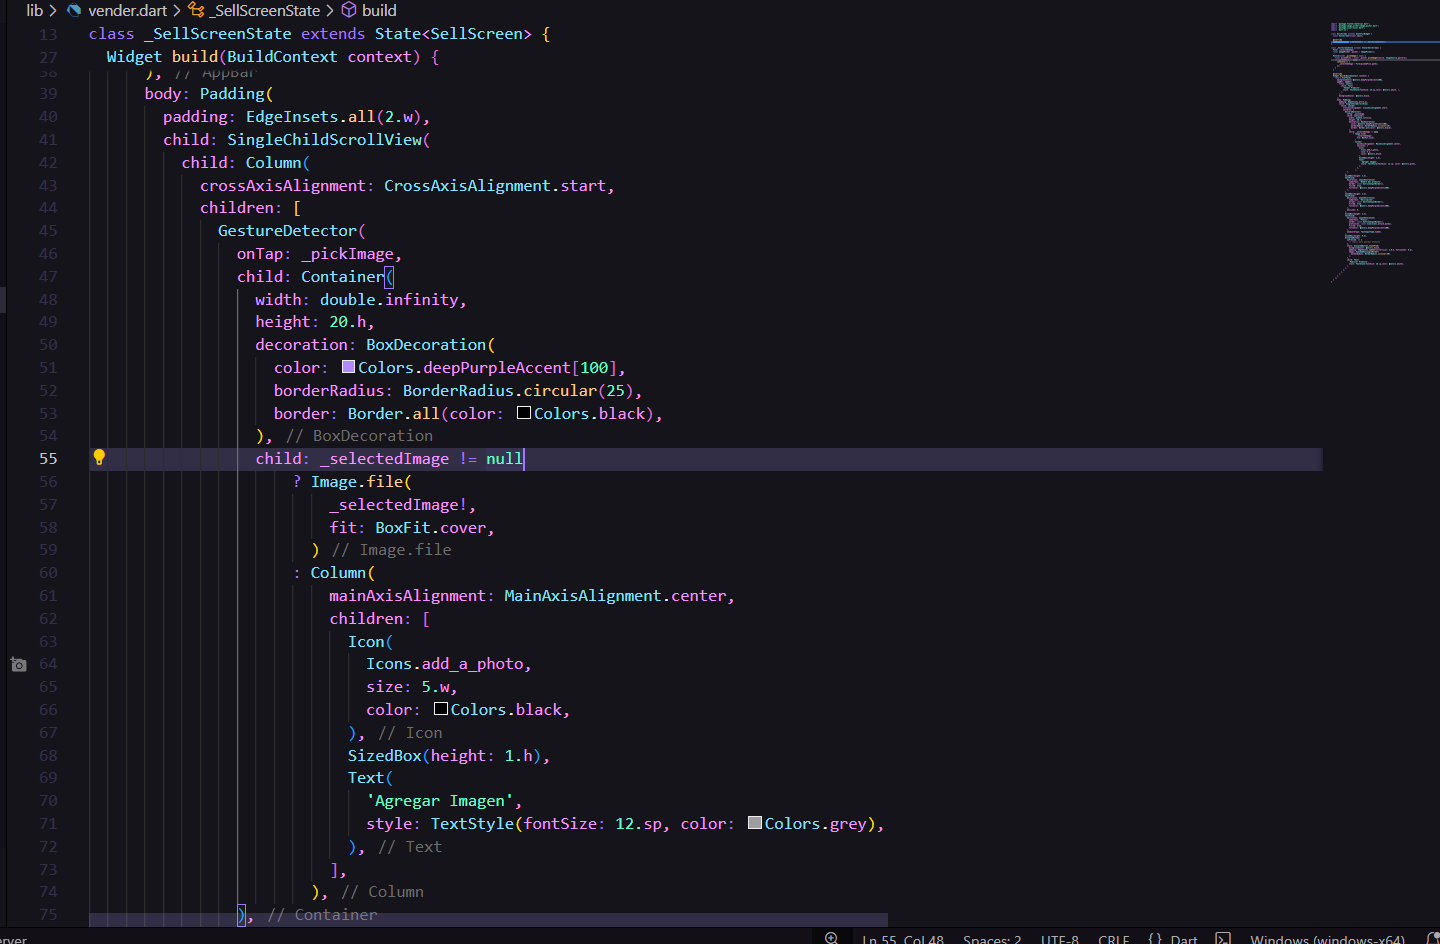 lib > vender.dart > _SellScreenState > build
13 class _SellScreenState extends State<SellScreen> {
27 Widget build(BuildContext context) {
38 ), // AppBar
39 body: Padding(
40 padding: EdgeInsets.all(2.w),
41 child: SingleChildScrollView(
42 child: Column(
43 crossAxisAlignment: CrossAxisAlignment.start,
44 children: [
45 GestureDetector(
46 onTap: _pickImage,
47 child: Container(
48 width: double.infinity,
49 height: 20.h,
50 decoration: BoxDecoration(
51 color: Colors.deepPurpleAccent[100],
52 borderRadius: BorderRadius.circular(25),
53 border: Border.all(color: Colors.black),
54 ), // BoxDecoration
55 child: _selectedImage != null
56 ? Image.file(
57 _selectedImage!,
58 fit: BoxFit.cover,
59 ) // Image.file
60 : Column(
61 mainAxisAlignment: MainAxisAlignment.center,
62 children: [
63 Icon(
64 Icons.add_a_photo,
65 size: 5.w,
66 color: Colors.black,
67 ), // Icon
68 SizedBox(height: 1.h),
69 Text(
70 'Agregar Imagen',
71 style: TextStyle(fontSize: 12.sp, color: Colors.grey),
72 ), // Text
73 ],
74 ), // Column
75 ), // Container
Ln 55, Col 48 Spaces: 2 UTF-8 CRLF {} Dart Windows (windows-x64)